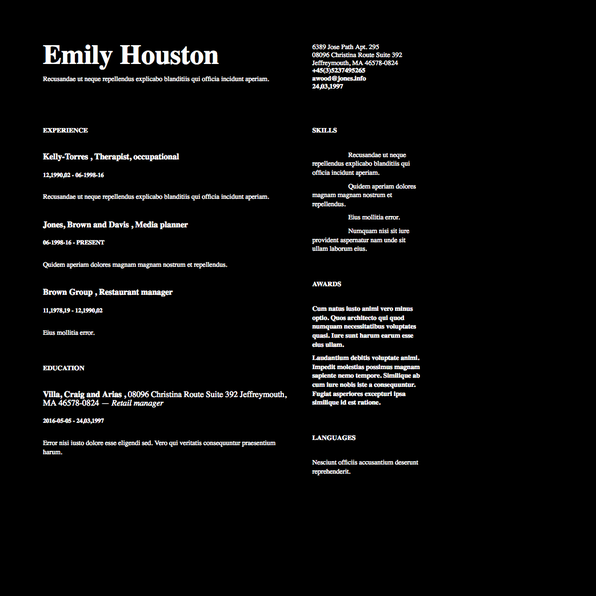 Emily Houston
Recusandae ut neque repellendus explicabo blanditiis qui officia incidunt aperiam.
6389 Jose Path Apt. 295
08096 Christina Route Suite 392
Jeffreymouth, MA 46578-0824
+45(3)5237495265
awood@jones.info
24,03,1997
EXPERIENCE
Kelly-Torres , Therapist, occupational
12,1990,02 - 06-1998-16
Recusandae ut neque repellendus explicabo blanditiis qui officia incidunt aperiam.
Jones, Brown and Davis , Media planner
06-1998-16 - PRESENT
Quidem aperiam dolores magnam magnam nostrum et repellendus.
Brown Group , Restaurant manager
11,1978,19 - 12,1990,02
Eius mollitia error.
EDUCATION
Villa, Craig and Arias , 08096 Christina Route Suite 392 Jeffreymouth,
MA 46578-0824 — Retail manager
2016-05-05 - 24,03,1997
Error nisi iusto dolore esse eligendi sed. Vero qui veritatis consequuntur praesentium
harum.
SKILLS
Recusandae ut neque
repellendus explicabo blanditiis qui
officia incidunt aperiam.
Quidem aperiam dolores
magnam magnam nostrum et
repellendus.
Eius mollitia error.
Numquam nisi sit iure
provident aspernatur nam unde sit
ullam laborum eius.
AWARDS
Cum natus iusto animi vero minus
optio. Quos architecto qui quod
numquam necessitatibus voluptates
quasi. Iure sunt harum earum esse
eius ullam.
Laudantium debitis voluptate animi.
Impedit molestias possimus magnam
sapiente nemo tempore. Similique ab
cum iure nobis iste a consequuntur.
Fugiat asperiores excepturi ipsa
similique id est ratione.
LANGUAGES
Nesciunt officiis accusantium deserunt
reprehenderit.